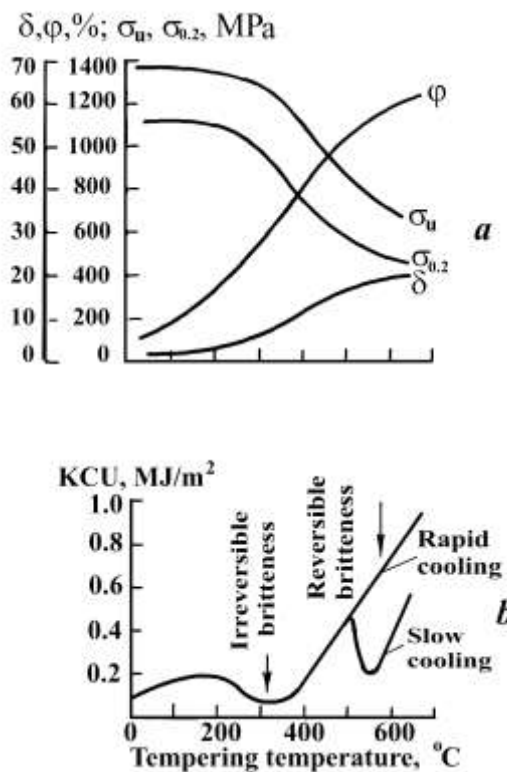 δ,φ,%; σu, σ0.2, MPa
70 1400
60 1200
50 1000
40 800
30 600
20 400
10 200
0 0
φ
σu
σ0.2
δ
a
KCU, MJ/m²
1.0
0.8
0.6
0.4
0.2
Irreversible
britteness
Reversible
britteness
Rapid
cooling
Slow
cooling
b
0 200 400 600
Tempering temperature, °C